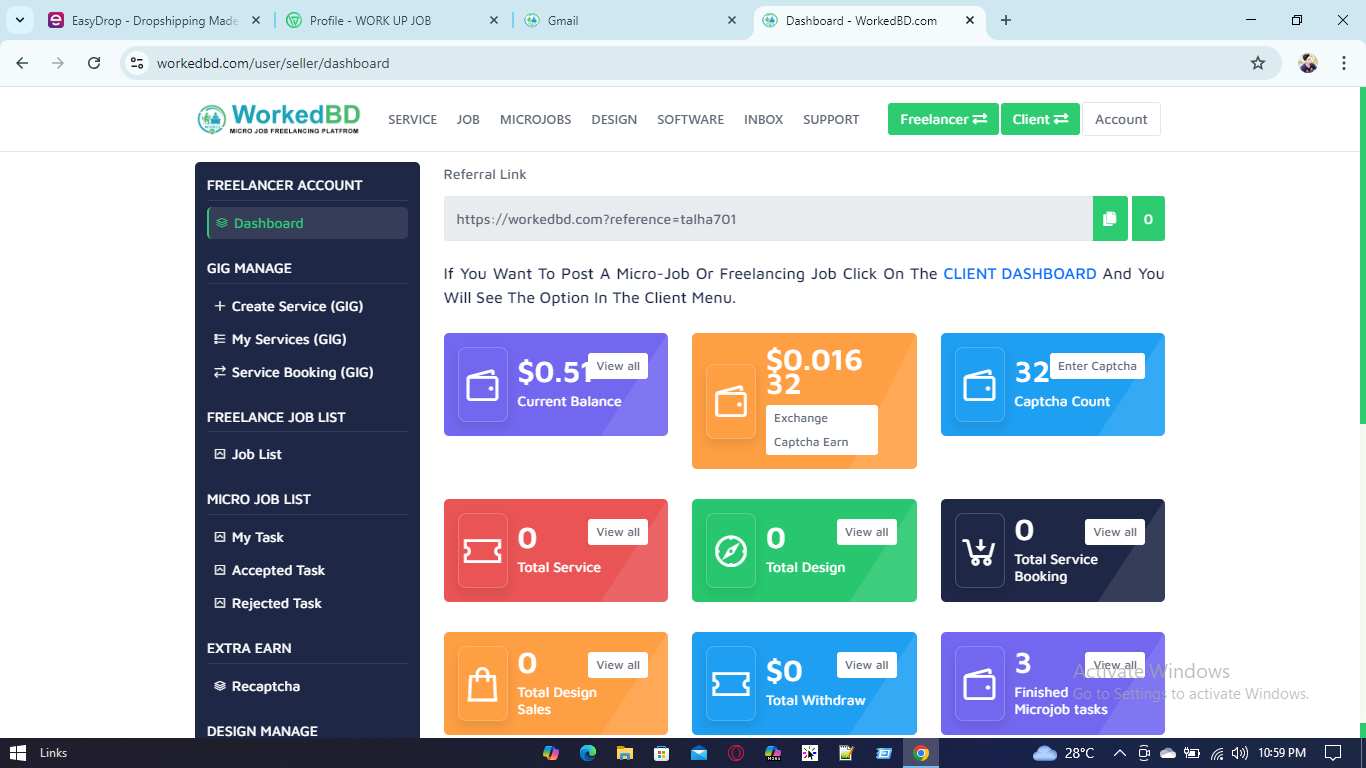 EasyDrop - Dropshipping Made
Profile - WORK UP JOB
Gmail
Dashboard - WorkedBD.com
workedbd.com/user/seller/dashboard
WorkedBD
MICRO JOB FREELANCING PLATFROM
SERVICE
JOB
MICROJOBS
DESIGN
SOFTWARE
INBOX
SUPPORT
Freelancer
Client
Account
FREELANCER ACCOUNT
Dashboard
GIG MANAGE
Create Service (GIG)
My Services (GIG)
Service Booking (GIG)
FREELANCE JOB LIST
Job List
MICRO JOB LIST
My Task
Accepted Task
Rejected Task
EXTRA EARN
Recaptcha
DESIGN MANAGE
Referral Link
https://workedbd.com?reference=talha701
0
If You Want To Post A Micro-Job Or Freelancing Job Click On The CLIENT DASHBOARD And You
Will See The Option In The Client Menu.
$0.51
View all
Current Balance
$0.016
32
Exchange
Captcha Earn
32
Enter Captcha
Captcha Count
0
View all
Total Service
0
View all
Total Design
0
View all
Total Service
Booking
0
View all
Total Design
Sales
$0
View all
Total Withdraw
3
View all
Finished
Microjob tasks
Activate Windows
Go to Settings to activate Windows.
Links
28°C
10:59 PM